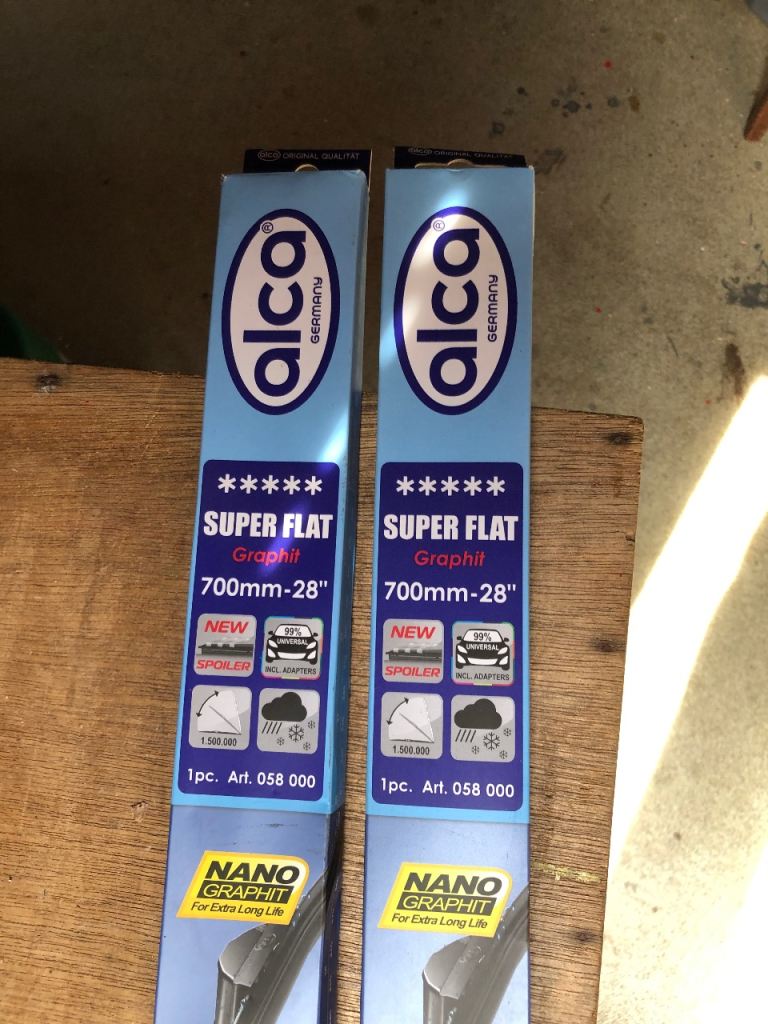 alca ORIGINAL QUALITÄT
alca®
GERMANY
*****
SUPER FLAT
Graphit
700mm-28"
NEW
SPOILER
99%
UNIVERSAL
INCL. ADAPTERS
1.500.000
1pc. Art. 058 000
NANO
GRAPHIT
For Extra Long Life
alca ORIGINAL QUALITÄT
alca®
GERMANY
*****
SUPER FLAT
Graphit
700mm-28"
NEW
SPOILER
99%
UNIVERSAL
INCL. ADAPTERS
1.500.000
1pc. Art. 058 000
NANO
GRAPHIT
For Extra Long Life